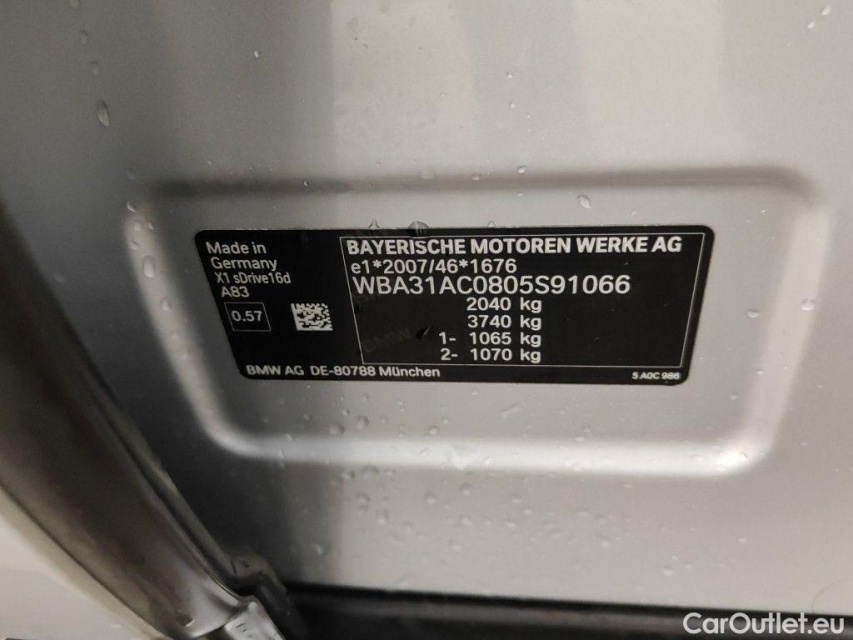 Made in
Germany
X1 sDrive16d
A83
0.57
BAYERISCHE MOTOREN WERKE AG
e1*2007/46*1676
WBA31AC0805S91066
2040 kg
3740 kg
1- 1065 kg
2- 1070 kg
BMW AG DE-80788 München
5 A0C 986
CarOutlet.eu